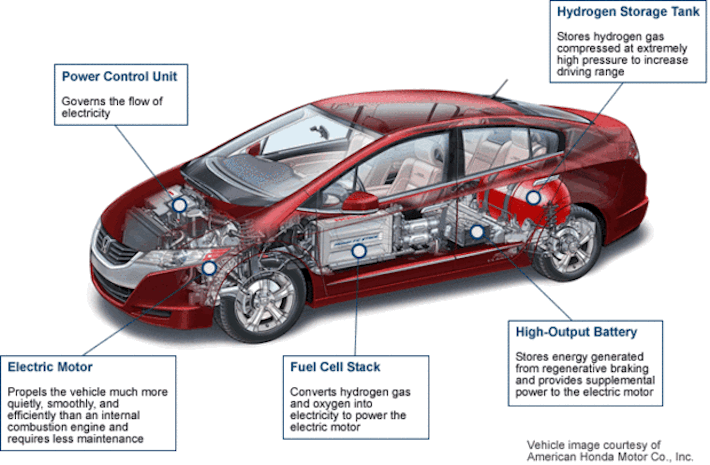 Hydrogen Storage Tank
Stores hydrogen gas
compressed at extremely
high pressure to increase
driving range
Power Control Unit
Governs the flow of
electricity
Electric Motor
Propels the vehicle much more
quietly, smoothly, and
efficiently than an internal
combustion engine and
requires less maintenance
Fuel Cell Stack
Converts hydrogen gas
and oxygen into
electricity to power the
electric motor
High-Output Battery
Stores energy generated
from regenerative braking
and provides supplemental
power to the electric motor
Vehicle image courtesy of
American Honda Motor Co., Inc.